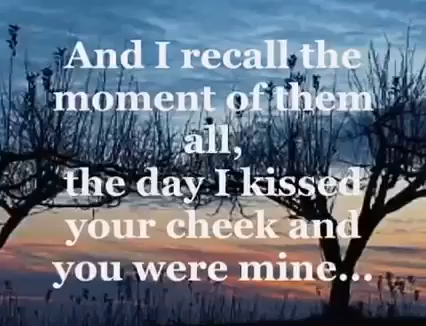 And I recall the
moment of them
all,
the day I kissed
your cheek and
you were mine...